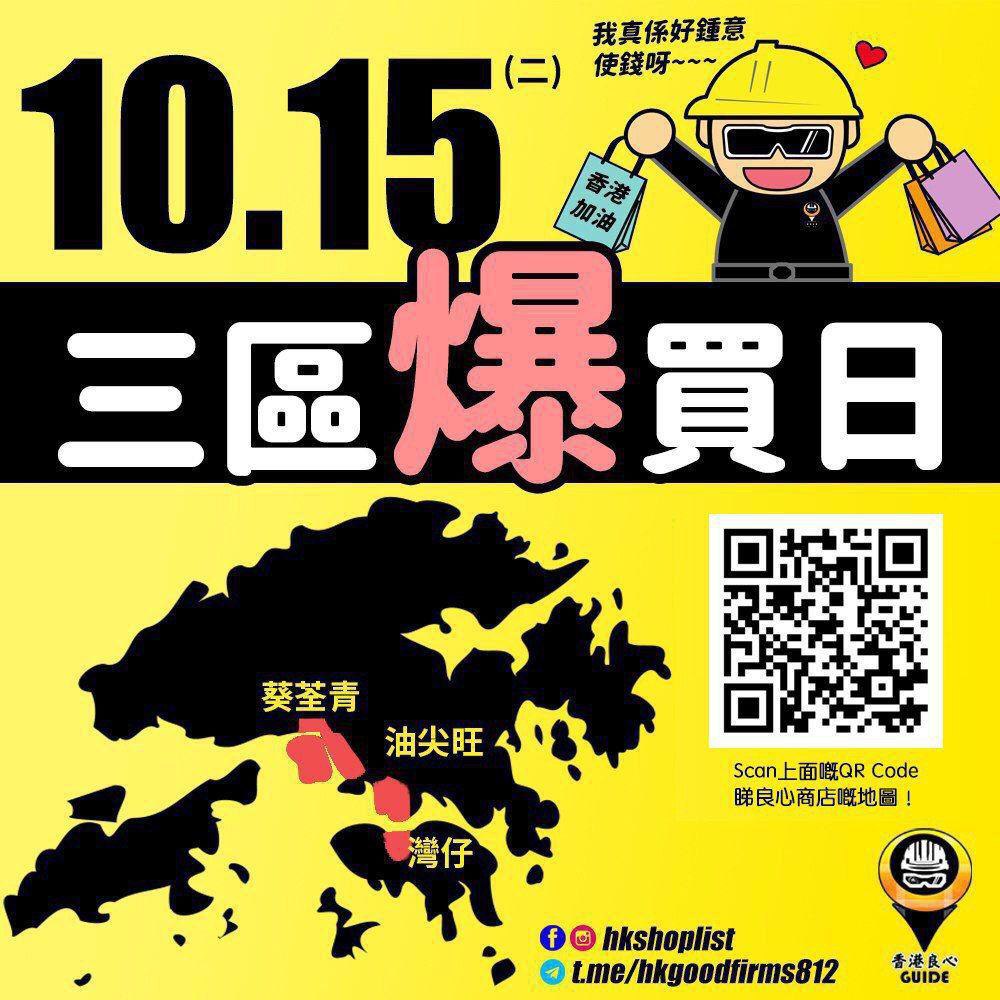 10.15
(二)
我真係好鍾意
使錢呀~~~
香港
加油
三區爆買日
葵荃青
油尖旺
灣仔
Scan上面嘅QR Code
睇良心商店嘅地圖！
hkshoplist
t.me/hkgoodfirms812
香港良心
GUIDE